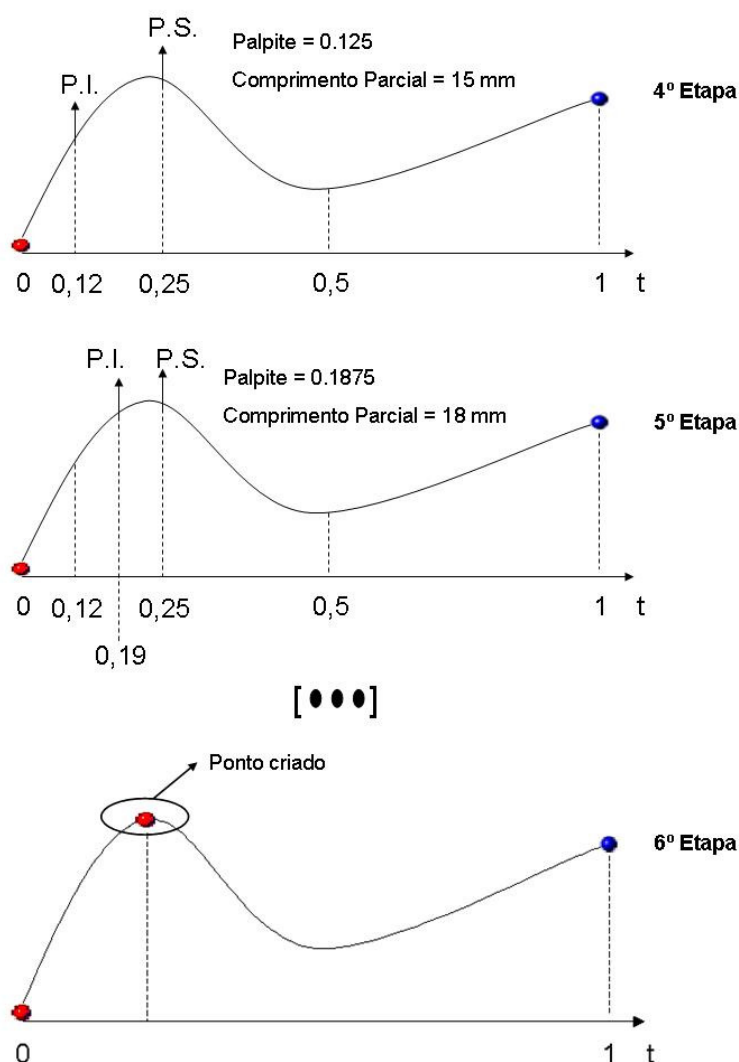 P.S.
Palpite = 0.125
P.I.
Comprimento Parcial = 15 mm
4º Etapa
0 0,12 0,25 0,5 1 t
P.I. P.S.
Palpite = 0.1875
Comprimento Parcial = 18 mm
5º Etapa
0 0,12 0,25 0,5 1 t
0,19
[•••]
Ponto criado
6º Etapa
0 1 t